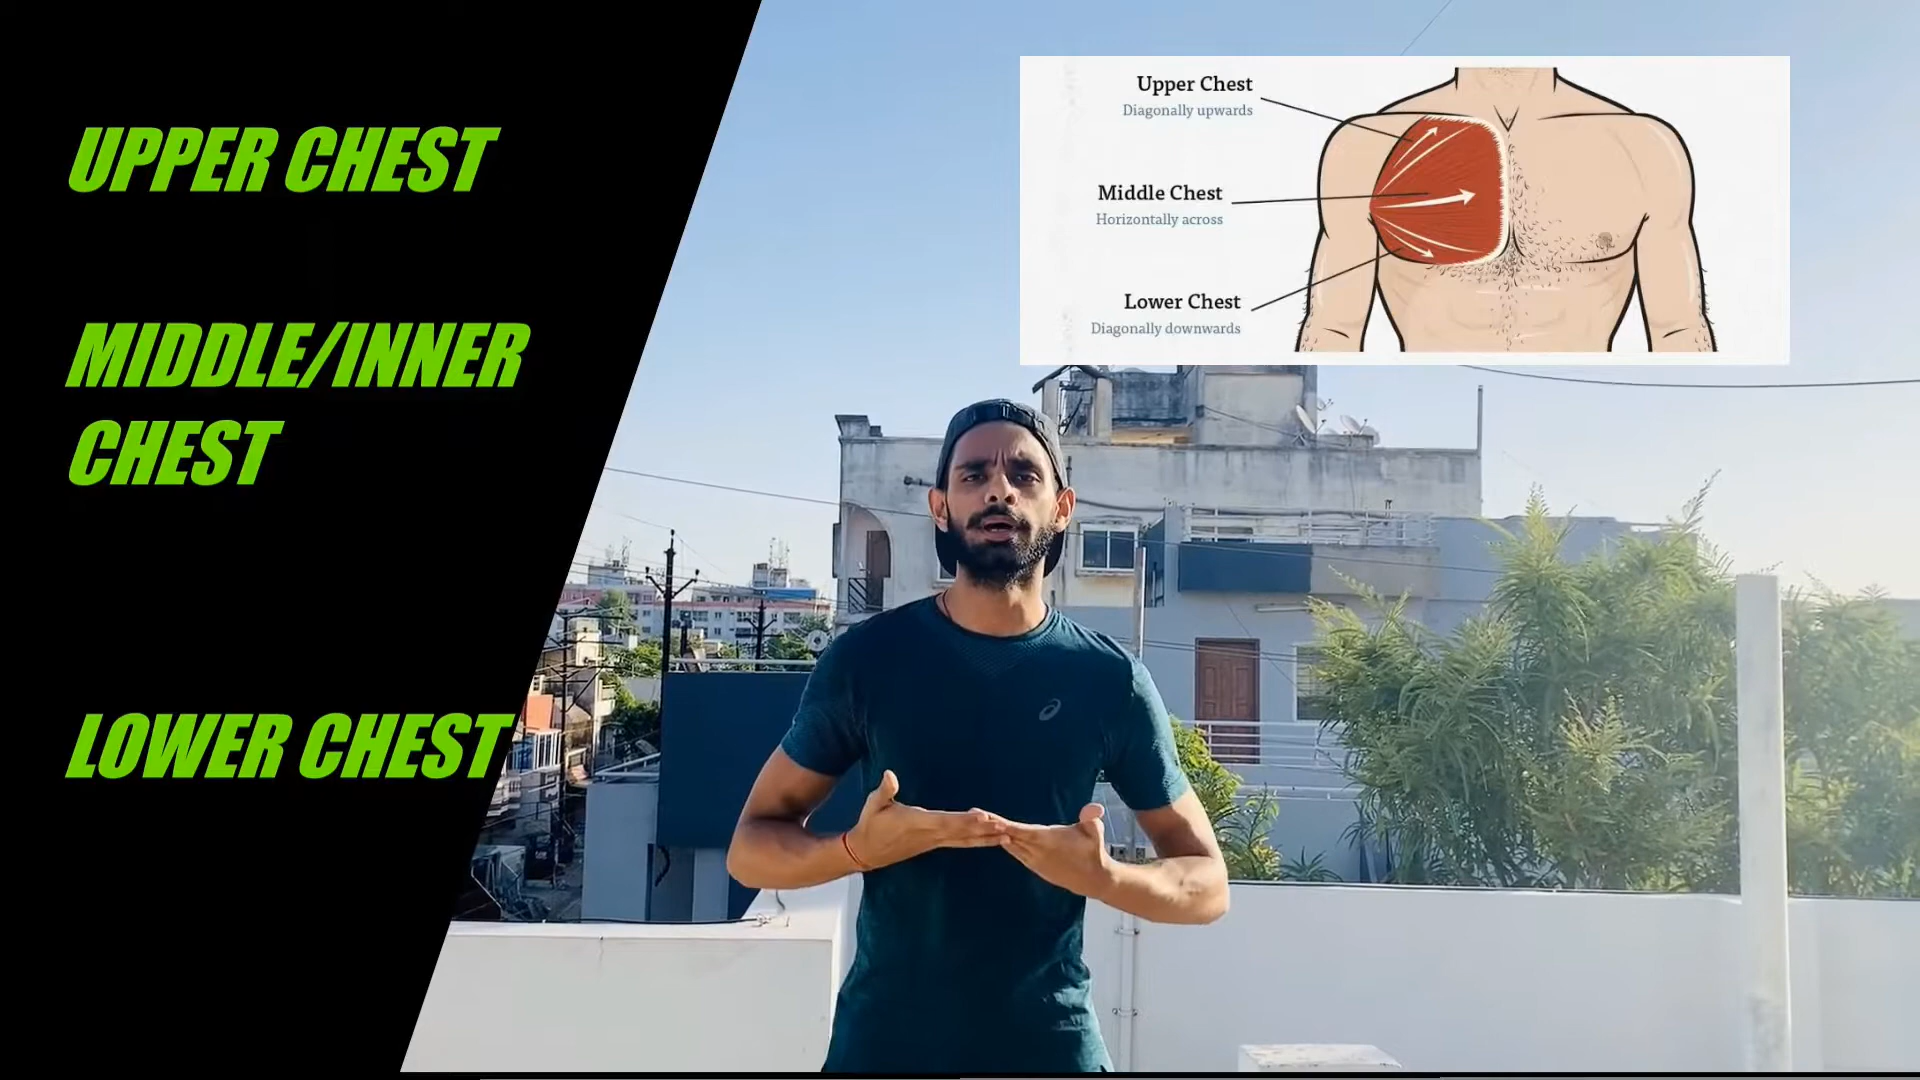 UPPER CHEST
MIDDLE/INNER
CHEST
LOWER CHEST
Upper Chest
Diagonally upwards
Middle Chest
Horizontally across
Lower Chest
Diagonally downwards